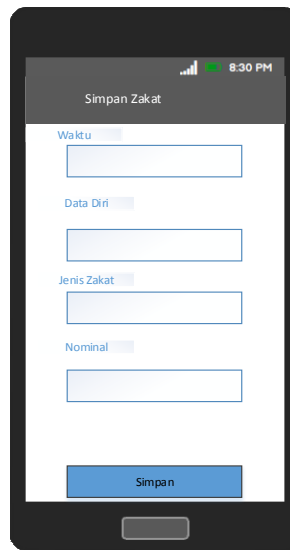 8:30 PM
Simpan Zakat
Waktu
Data Diri
Jenis Zakat
Nominal
Simpan